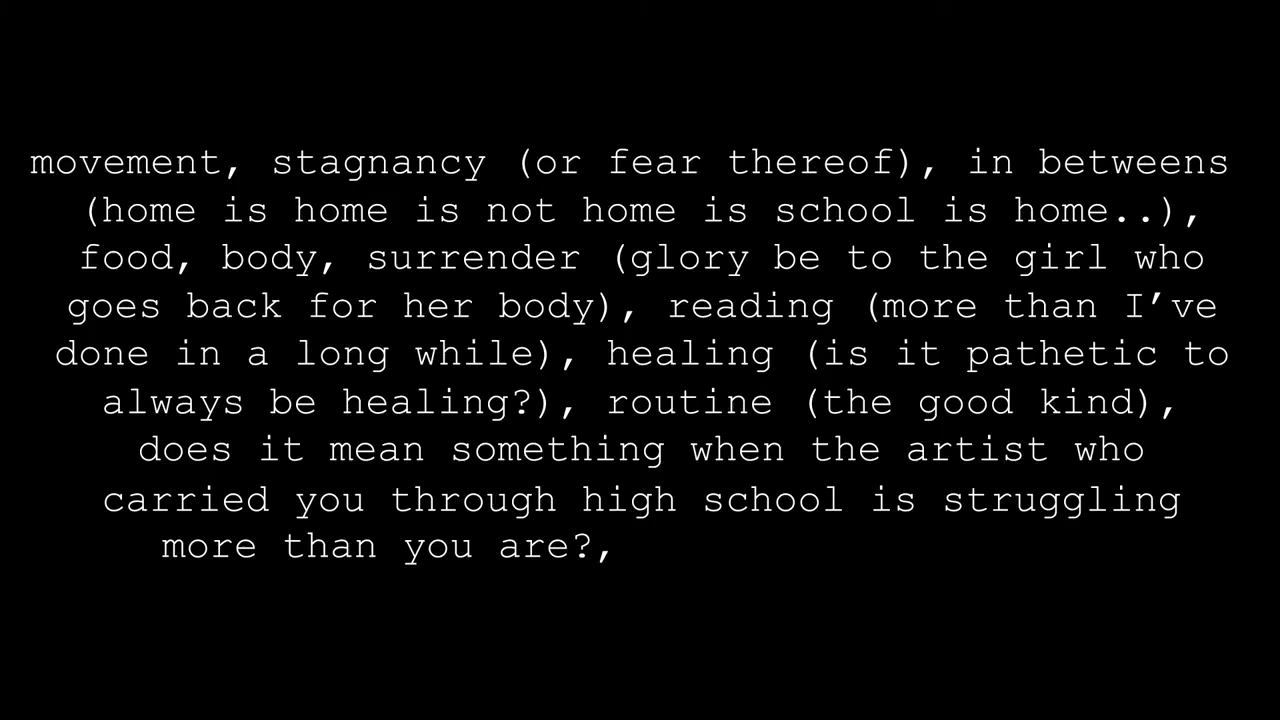 movement, stagnancy (or fear thereof), in betweens
(home is home is not home is school is home..),
food, body, surrender (glory be to the girl who
goes back for her body), reading (more than I’ve
done in a long while), healing (is it pathetic to
always be healing?), routine (the good kind),
does it mean something when the artist who
carried you through high school is struggling
more than you are?,